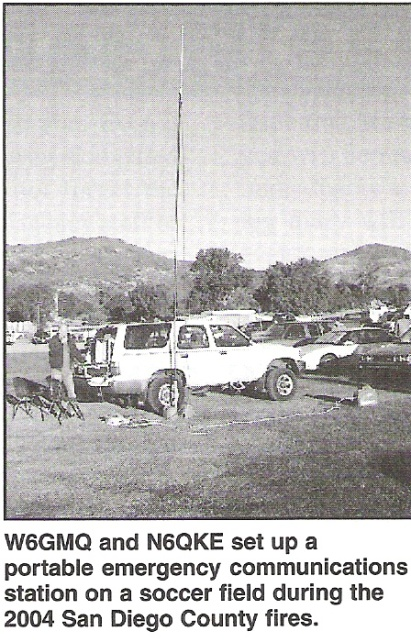 W6GMQ and N6QKE set up a
portable emergency communications
station on a soccer field during the
2004 San Diego County fires.